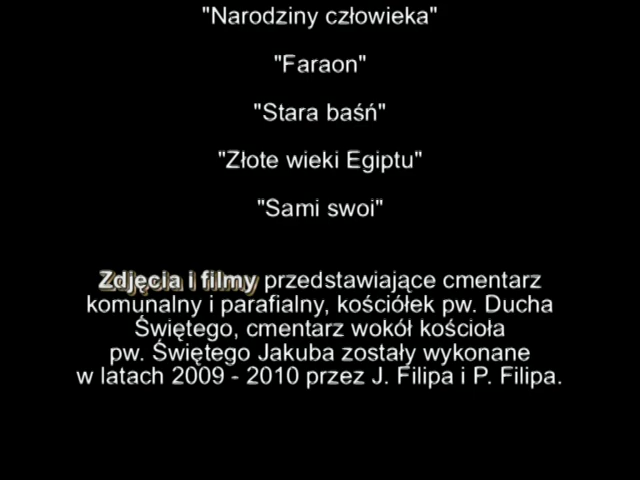 "Narodziny człowieka"
"Faraon"
"Stara baśń"
"Złote wieki Egiptu"
"Sami swoi"
Zdjęcia i filmy przedstawiające cmentarz
komunalny i parafialny, kościółek pw. Ducha
Świętego, cmentarz wokół kościoła
pw. Świętego Jakuba zostały wykonane
w latach 2009 - 2010 przez J. Filipa i P. Filipa.